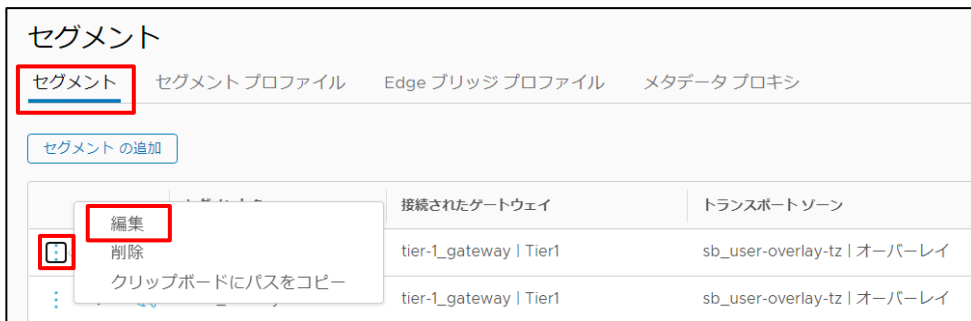 セグメント
セグメント セグメント プロファイル Edge ブリッジ プロファイル メタデータ プロキシ
セグメント の追加
接続されたゲートウェイ トランスポート ゾーン
編集
削除
tier-1_gateway | Tier1 sb_user-overlay-tz | オーバーレイ
クリップボードにパスをコピー
tier-1_gateway | Tier1 sb_user-overlay-tz | オーバーレイ